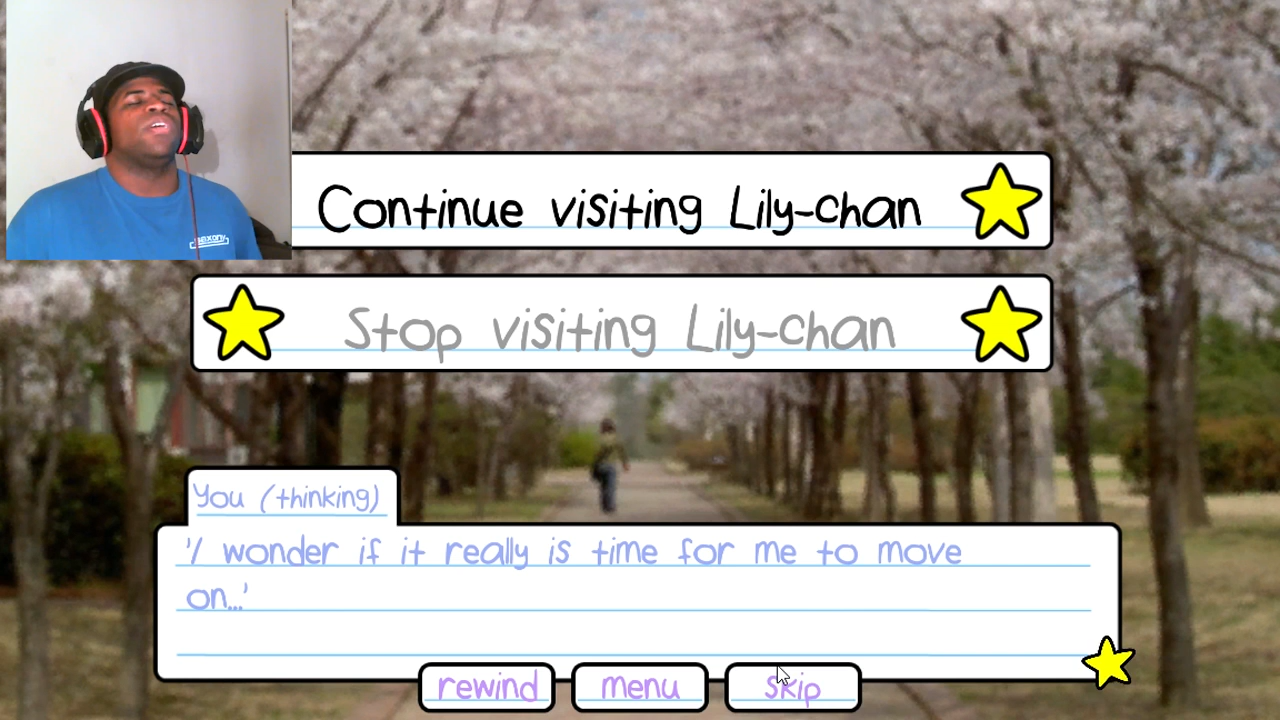 Continue visiting Lily-chan
Stop visiting Lily-chan
You (thinking)
'I wonder if it really is time for me to move
on...'
rewind menu skip